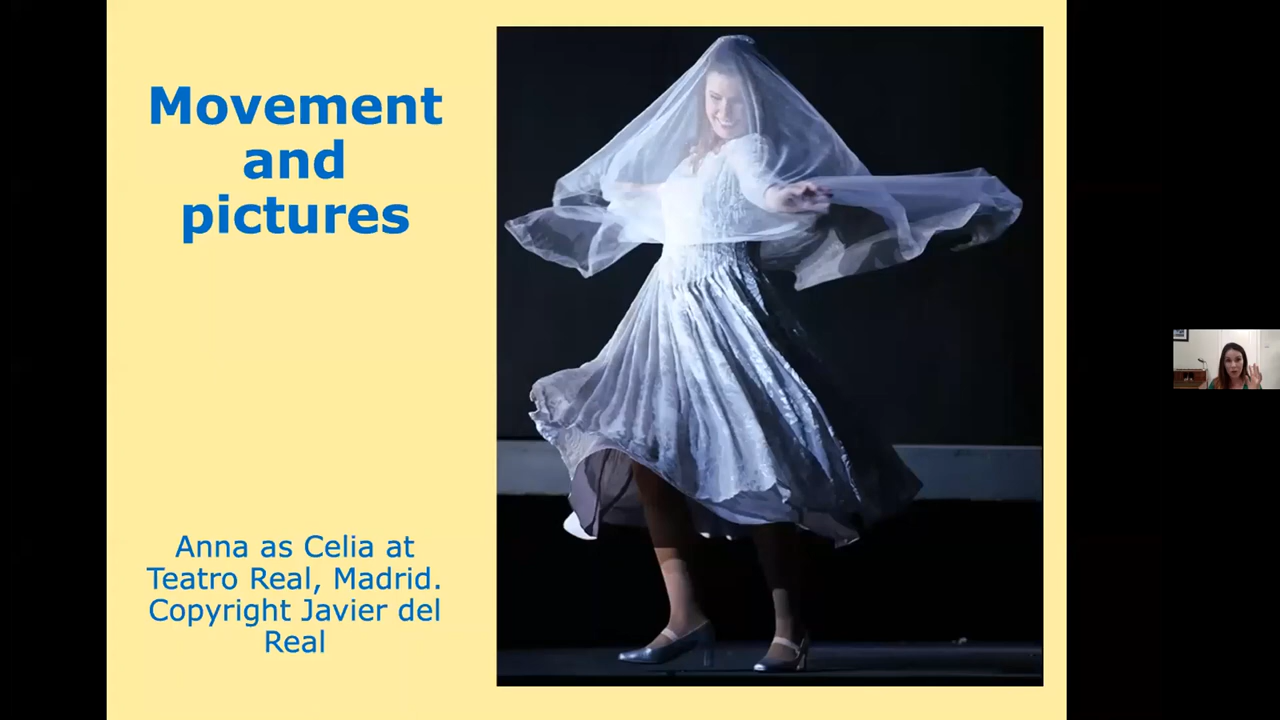 Movement
and
pictures
Anna as Celia at
Teatro Real, Madrid.
Copyright Javier del
Real